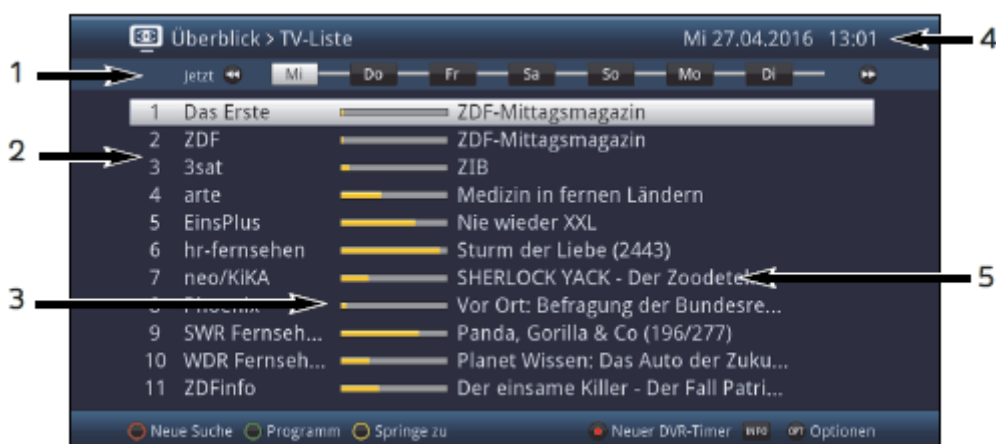 Überblick > TV-Liste Mi 27.04.2016 13:01 4
1 Jetzt Mi Do Fr Sa So Mo Di
1 Das Erste ZDF-Mittagsmagazin
2 ZDF ZDF-Mittagsmagazin
2
3 3sat ZIB
4 arte Medizin in fernen Ländern
5 EinsPlus Nie wieder XXL
6 hr-fernsehen Sturm der Liebe (2443)
7 neo/KiKA SHERLOCK YACK - Der 5
3 Vor Ort: Befragung der Bundesre...
9 SWR Fernseh... Panda, Gorilla & Co (196/277)
10 WDR Fernseh... Planet Wissen: Das Auto der Zuku...
11 ZDFinfo Der einsame Killer - Der Fall Patri...
Neue Suche Programm Springe zu Neuer DVR-Timer INFO OPT Optionen